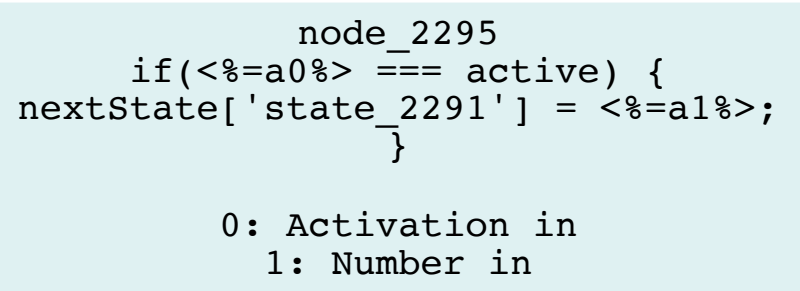 node_2295
if(<%=a0%> === active) {
nextState['state_2291'] = <%=a1%>;
}
0: Activation in
1: Number in